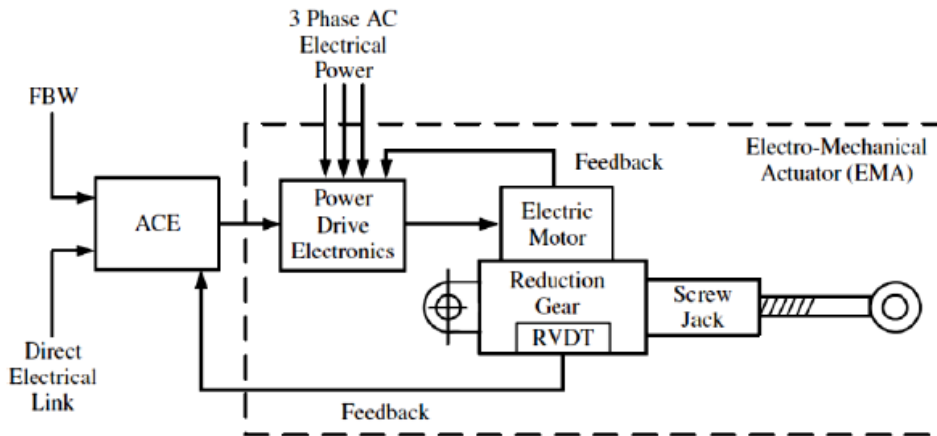 3 Phase AC
Electrical
Power
FBW
Electro-Mechanical
Actuator (EMA)
Feedback
ACE
Power
Drive
Electronics
Electric
Motor
Reduction
Gear
RVDT
Screw
Jack
Direct
Electrical
Link
Feedback